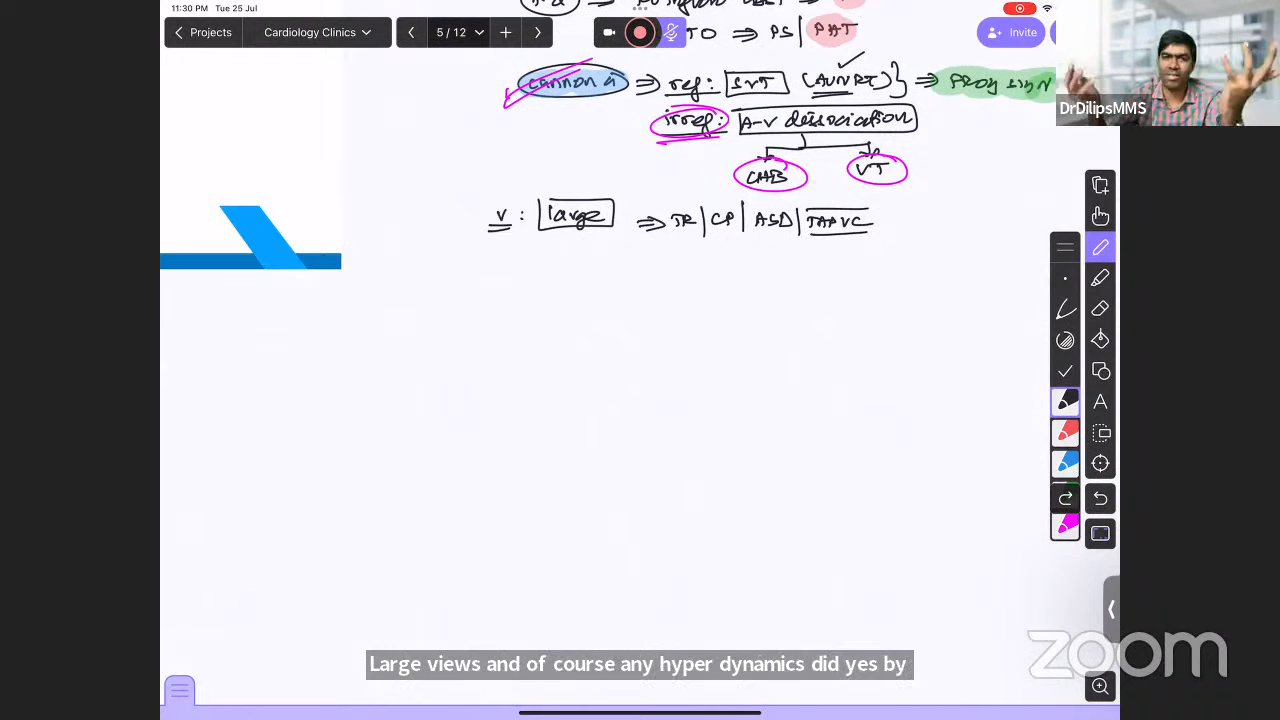 11:30 PM Tue 25 Jul
Projects
Cardiology Clinics
5 / 12
Invite
TO ⇒ PS | PHT
DrDilipsMMS
cannon a ⇒ reg: SVT (AVNRT)} ⇒ FROG SIGN
irreg: A-V dissociation
CHB VT
v: large ⇒ TR | CP | ASD | TAPVC
A
Large views and of course any hyper dynamics did yes by
zoom